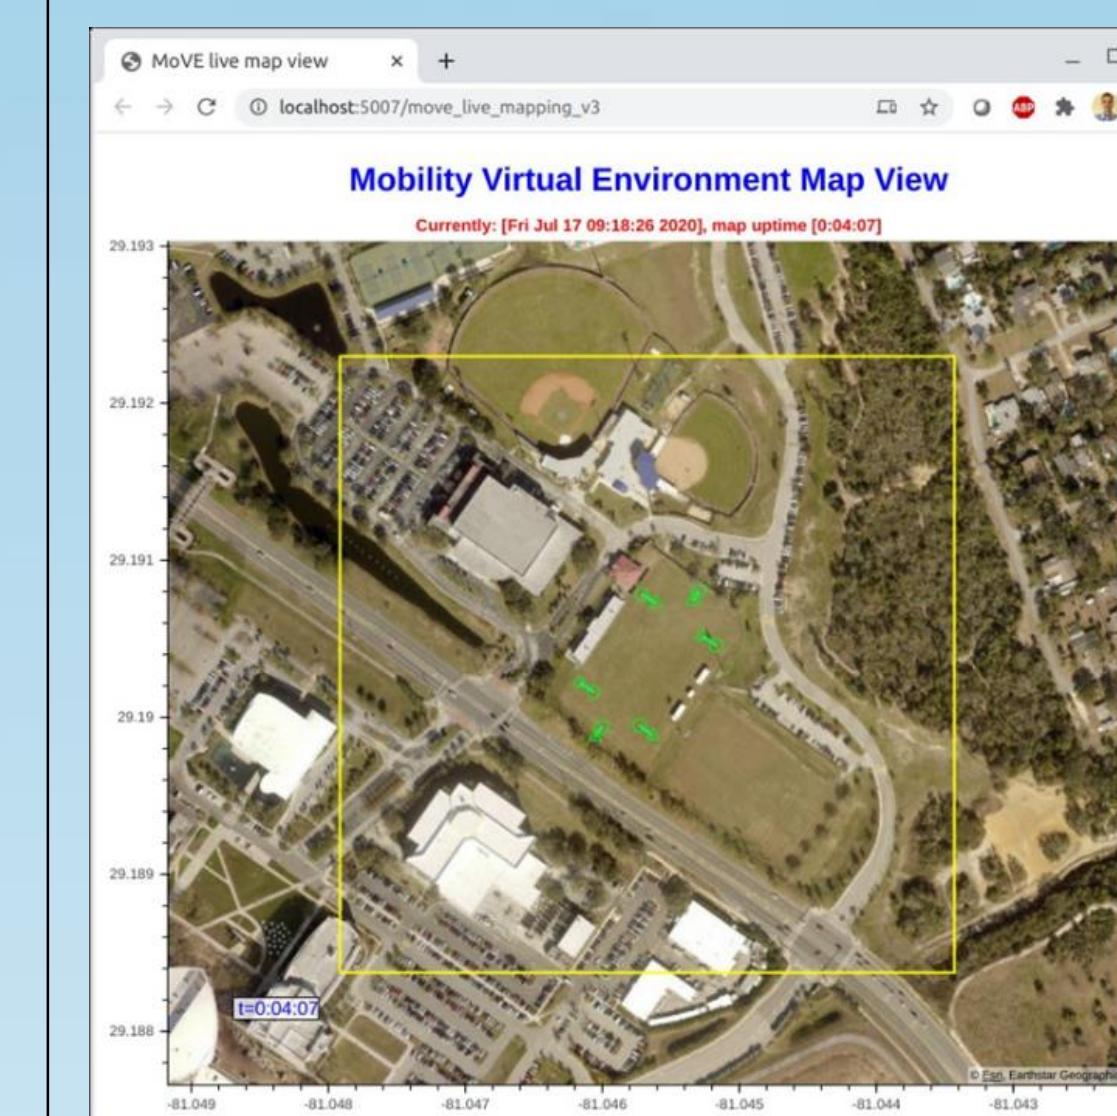 MoVE live map view
localhost:5007/move_live_mapping_v3
ABP
Mobility Virtual Environment Map View
Currently: [Fri Jul 17 09:18:26 2020], map uptime [0:04:07]
29.193
29.192
29.191
29.19
29.189
t=0:04:07
29.188
© Esri, Earthstar Geographic
-81.049 -81.048 -81.047 -81.046 -81.045 -81.044 -81.043